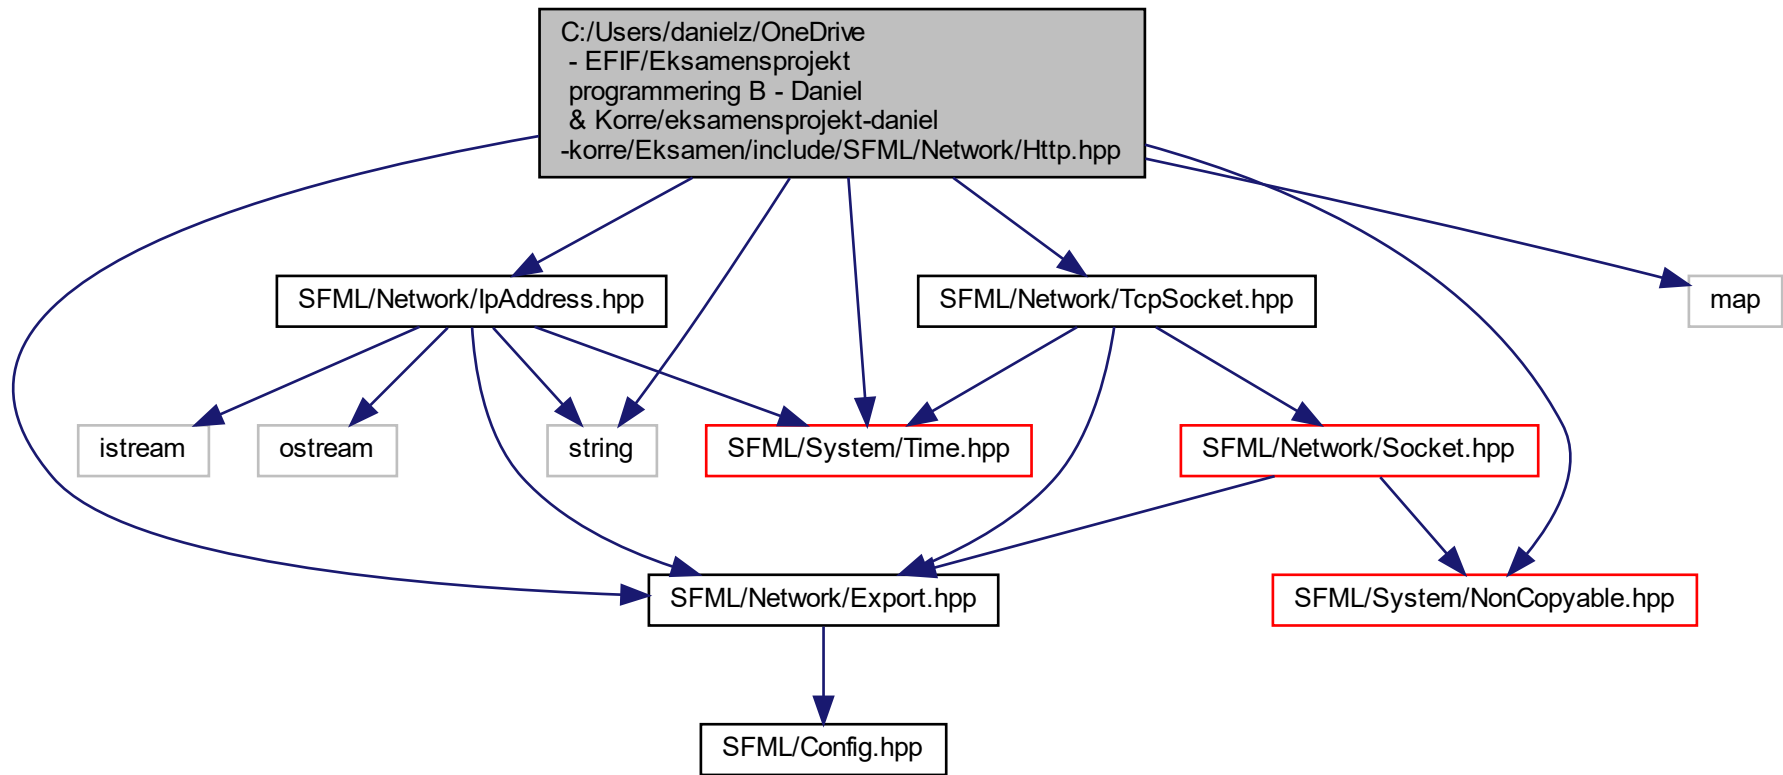 C:/Users/danielz/OneDrive
- EFIF/Eksamensprojekt
programmering B - Daniel
& Korre/eksamensprojekt-daniel
-korre/Eksamen/include/SFML/Network/Http.hpp
SFML/Network/IpAddress.hpp
SFML/Network/TcpSocket.hpp
map
istream
ostream
string
SFML/System/Time.hpp
SFML/Network/Socket.hpp
SFML/Network/Export.hpp
SFML/System/NonCopyable.hpp
SFML/Config.hpp